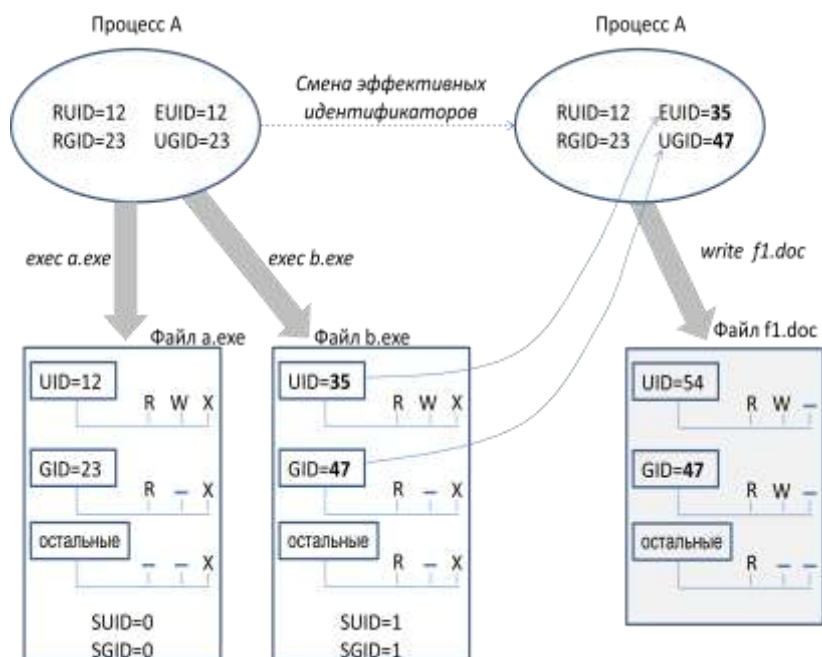 Процесс А
Процесс А
Смена эффективных
идентификаторов
RUID=12 EUID=12
RGID=23 UGID=23
RUID=12 EUID=35
RGID=23 UGID=47
exec a.exe
exec b.exe
write f1.doc
Файл a.exe
Файл b.exe
Файл f1.doc
UID=12
R W X
GID=23
R – X
остальные
– – X
SUID=0
SGID=0
UID=35
R W X
GID=47
R – X
остальные
R – X
SUID=1
SGID=1
UID=54
R W –
GID=47
R W –
остальные
R – –